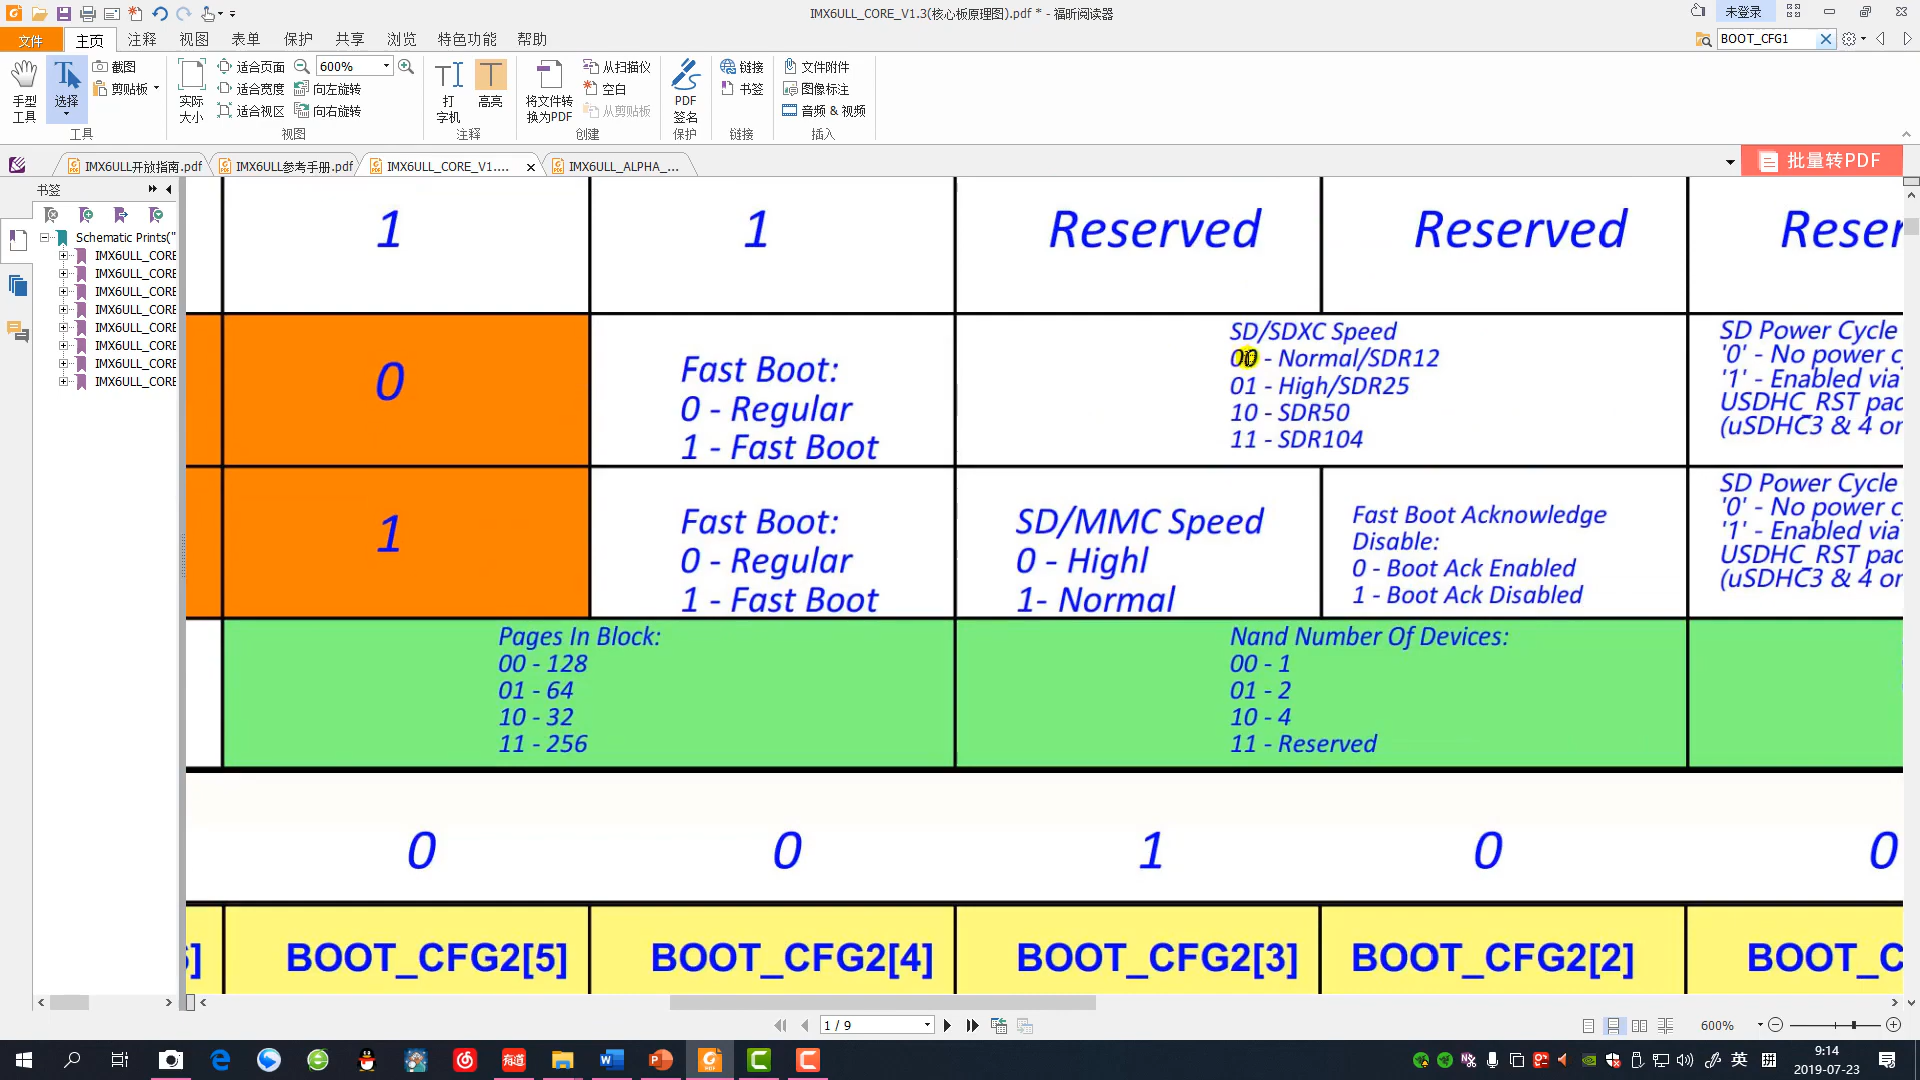 IMX6ULL_CORE_V1.3(核心板原理图).pdf * - 福昕阅读器
未登录
文件
主页
注释
视图
表单
保护
共享
浏览
特色功能
帮助
BOOT_CFG1
手型
工具
选择
截图
剪贴板
工具
实际
大小
适合页面
适合宽度
适合视区
600%
向左旋转
向右旋转
视图
打
字机
高亮
注释
将文件转
换为PDF
从扫描仪
空白
从剪贴板
创建
PDF
签名
保护
链接
书签
链接
文件附件
图像标注
音频 & 视频
插入
IMX6ULL开放指南.pdf
IMX6ULL参考手册.pdf
IMX6ULL_CORE_V1....
IMX6ULL_ALPHA_...
批量转PDF
书签
Schematic Prints("
IMX6ULL_CORE
IMX6ULL_CORE
IMX6ULL_CORE
IMX6ULL_CORE
IMX6ULL_CORE
IMX6ULL_CORE
IMX6ULL_CORE
IMX6ULL_CORE
1
1
Reserved
Reserved
Reser
0
Fast Boot:
0 - Regular
1 - Fast Boot
SD/SDXC Speed
00 - Normal/SDR12
01 - High/SDR25
10 - SDR50
11 - SDR104
SD Power Cycle
'0' - No power c
'1' - Enabled via
USDHC_RST pad
(uSDHC3 & 4 on
1
Fast Boot:
0 - Regular
1 - Fast Boot
SD/MMC Speed
0 - Highl
1- Normal
Fast Boot Acknowledge
Disable:
0 - Boot Ack Enabled
1 - Boot Ack Disabled
SD Power Cycle
'0' - No power c
'1' - Enabled via
USDHC_RST pad
(uSDHC3 & 4 on
Pages In Block:
00 - 128
01 - 64
10 - 32
11 - 256
Nand Number Of Devices:
00 - 1
01 - 2
10 - 4
11 - Reserved
0
0
1
0
0
]
BOOT_CFG2[5]
BOOT_CFG2[4]
BOOT_CFG2[3]
BOOT_CFG2[2]
BOOT_C
1 / 9
600%
有道
英
9:14
2019-07-23